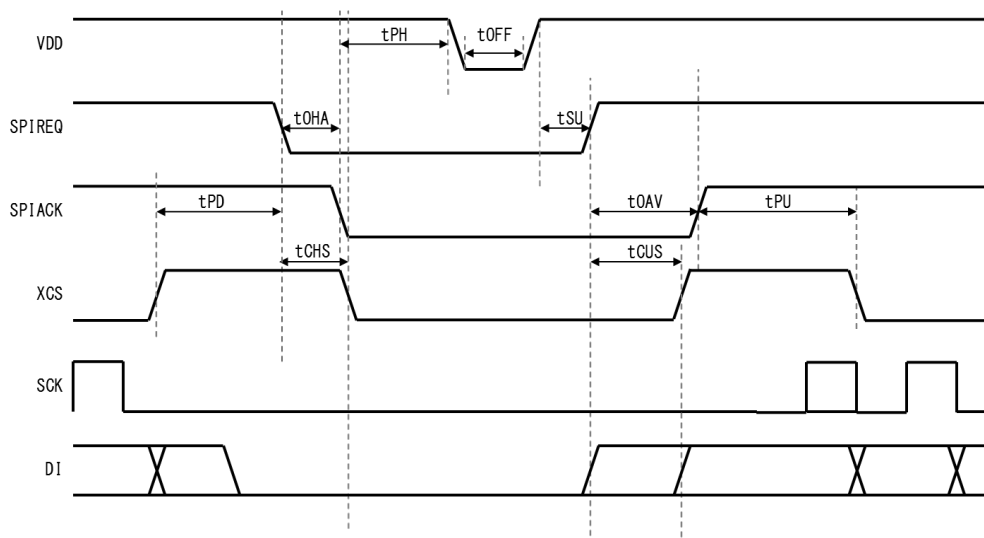 VDD
tPH
tOFF
SPIREQ
tOHA
tSU
SPIACK
tPD
tOAV
tPU
tCHS
tCUS
XCS
SCK
DI